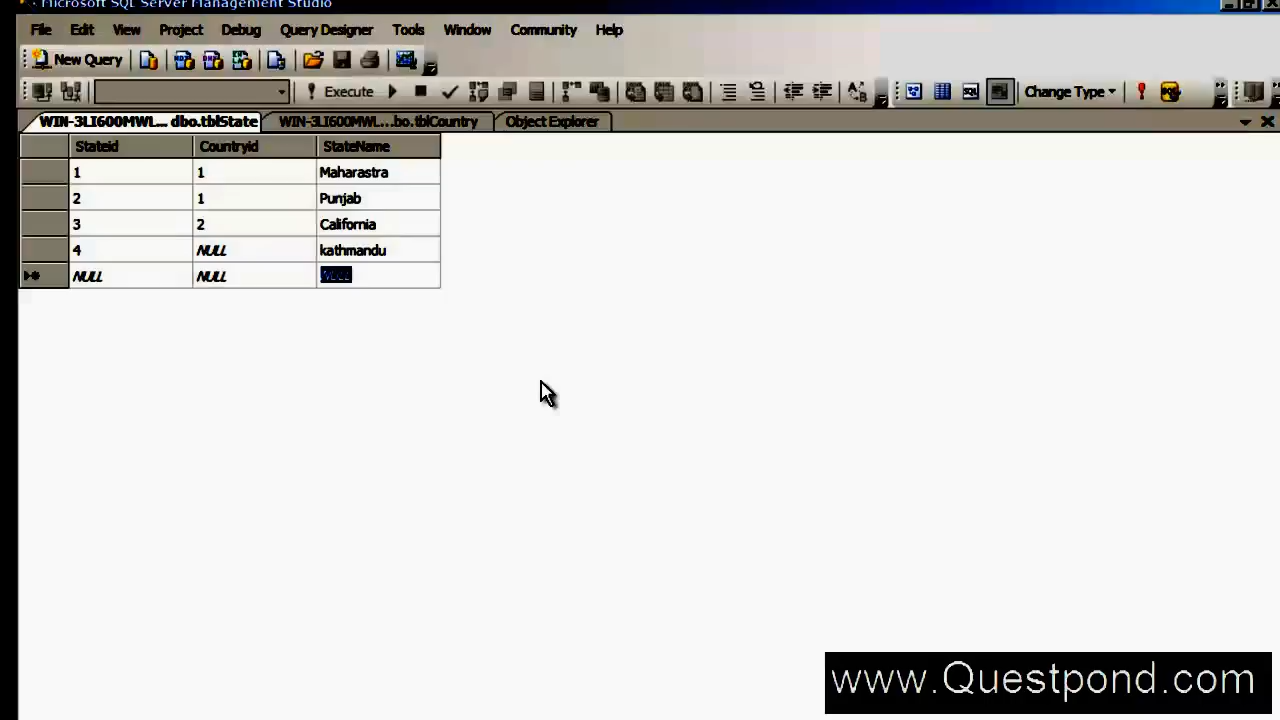 Microsoft SQL Server Management Studio
File Edit View Project Debug Query Designer Tools Window Community Help
New Query
Execute Change Type
WIN-3LI600MWL... dbo.tblState WIN-3LI600MWL...bo.tblCountry Object Explorer
Stateid Countryid StateName
1 1 Maharastra
2 1 Punjab
3 2 California
4 NULL kathmandu
NULL NULL NULL
www.Questpond.com